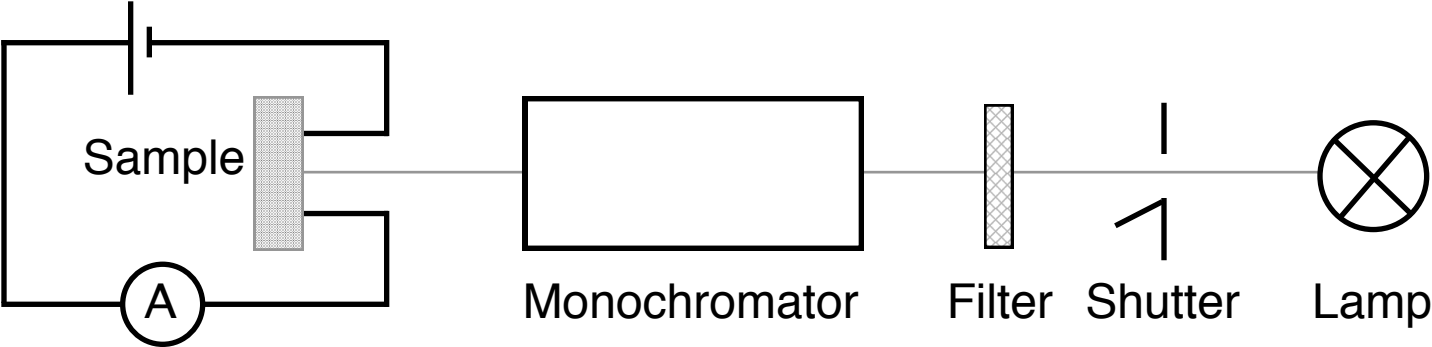 Sample
A
Monochromator
Filter
Shutter
Lamp